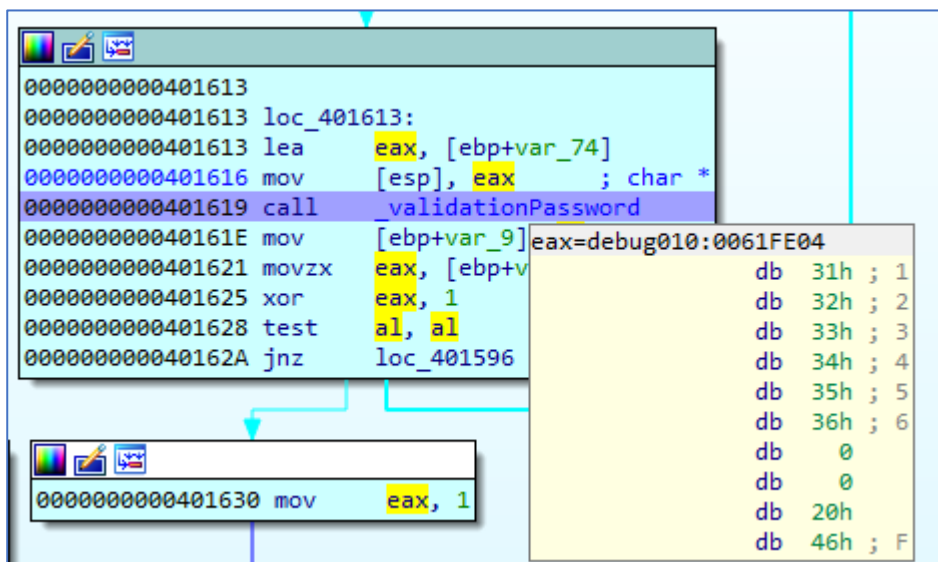 0000000000401613
0000000000401613 loc_401613:
0000000000401613 lea     eax, [ebp+var_74]
0000000000401616 mov     [esp], eax      ; char *
0000000000401619 call    _validationPassword
000000000040161E mov     [ebp+var_9]
0000000000401621 movzx   eax, [ebp+v
0000000000401625 xor     eax, 1
0000000000401628 test    al, al
000000000040162A jnz     loc_401596
eax=debug010:0061FE04
db  31h ; 1
db  32h ; 2
db  33h ; 3
db  34h ; 4
db  35h ; 5
db  36h ; 6
db    0
db    0
db  20h
db  46h ; F
0000000000401630 mov     eax, 1